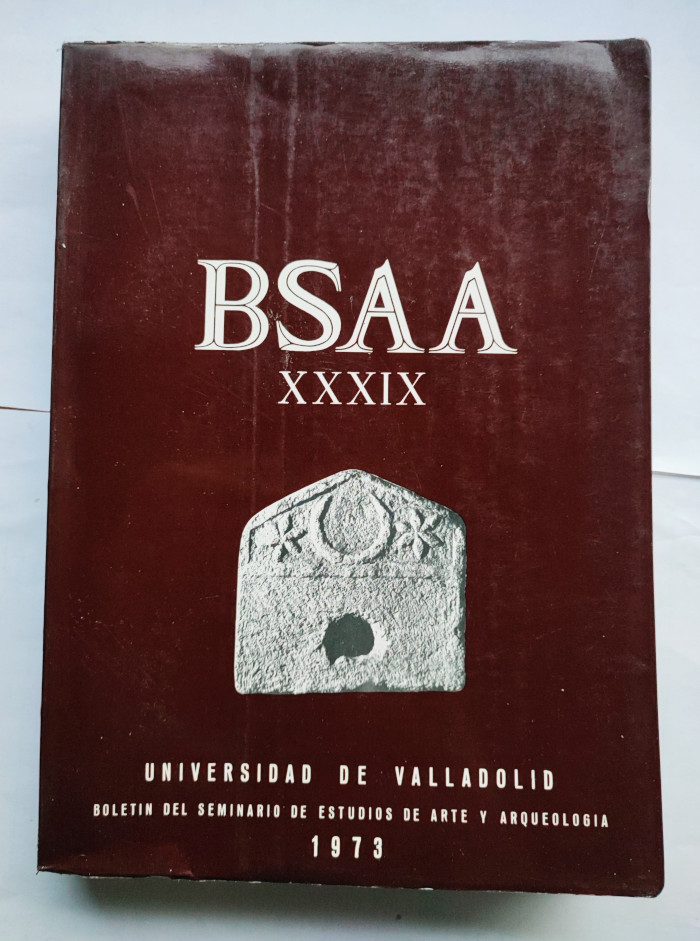 BSAA
XXXIX
UNIVERSIDAD DE VALLADOLID
BOLETIN DEL SEMINARIO DE ESTUDIOS DE ARTE Y ARQUEOLOGIA
1973